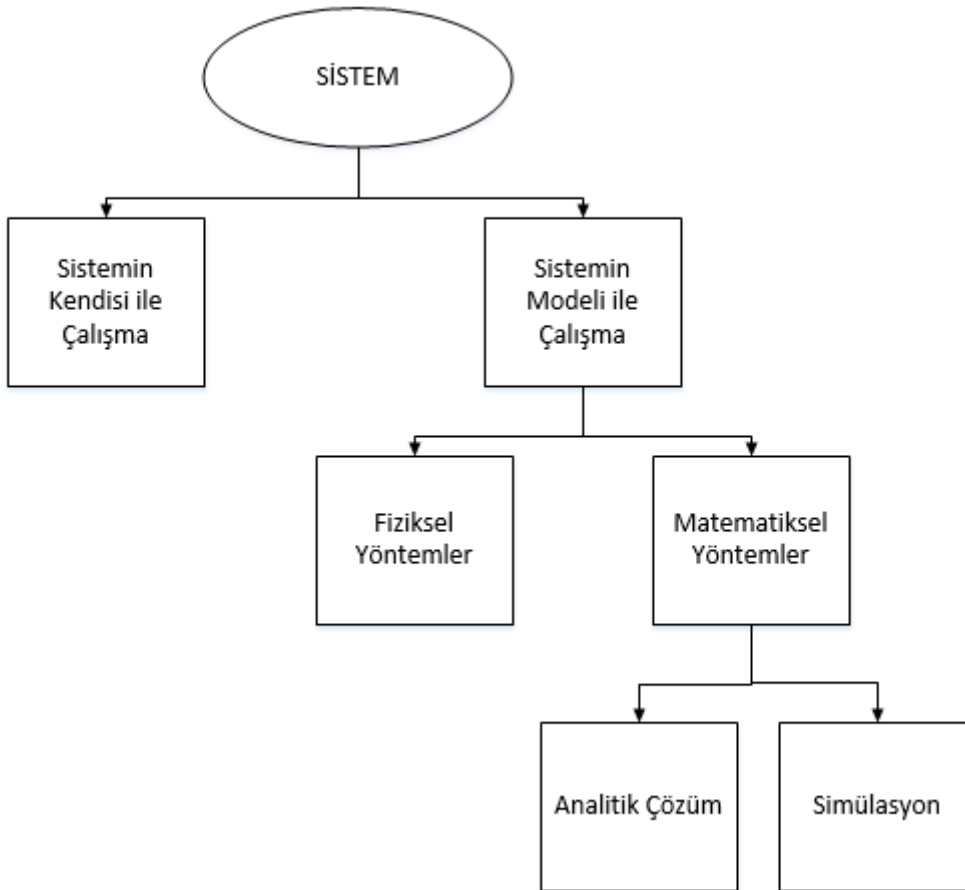 SİSTEM
Sistemin
Kendisi ile
Çalışma
Sistemin
Modeli ile
Çalışma
Fiziksel
Yöntemler
Matematiksel
Yöntemler
Analitik Çözüm
Simülasyon